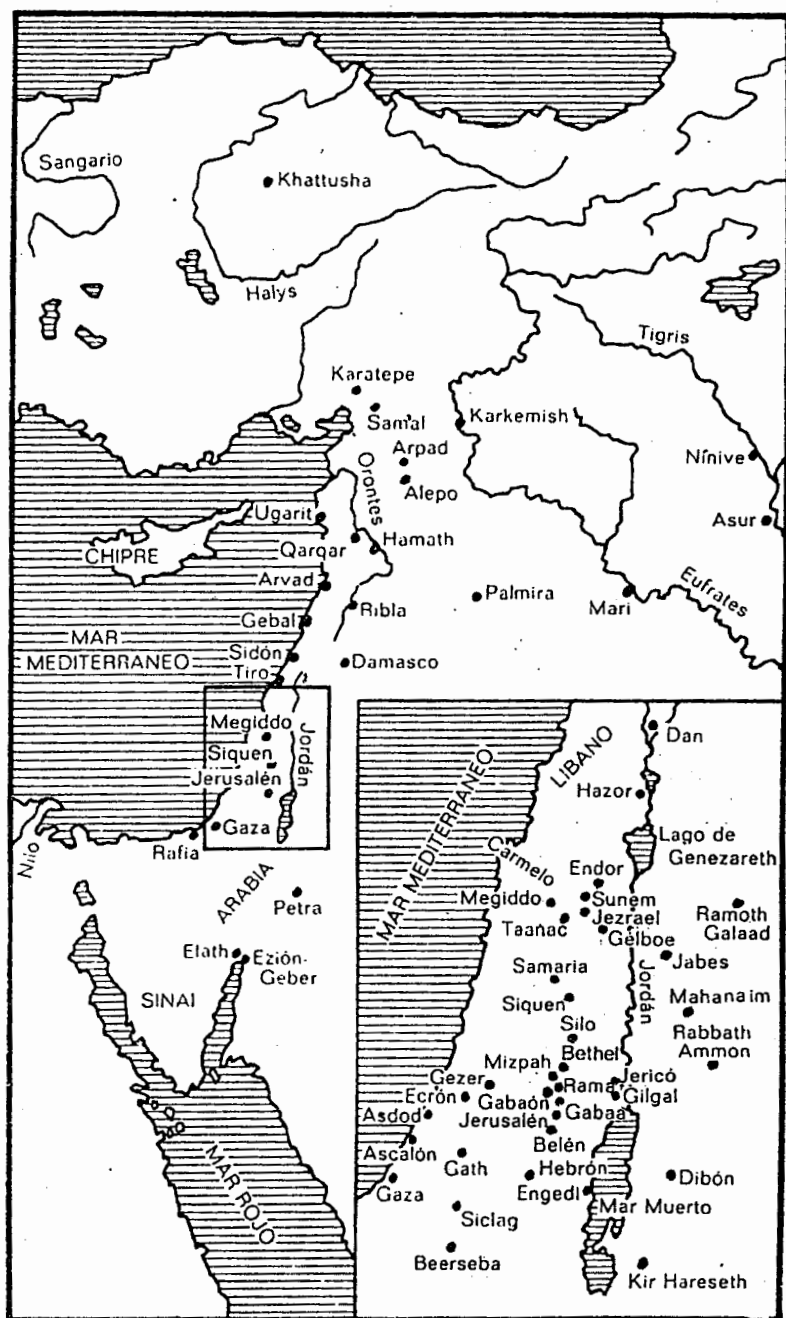 Sangario
Khattusha
Halys
Tigris
Karatepe
Sam'al
Karkemish
Arpad
Orontes
Alepo
Nínive
Ugarit
Asur
CHIPRE
Qarqar
Hamath
Arvad
Ribla
Palmira
Mari
Eufrates
Gebal
MAR
MEDITERRANEO
Sidón
Tiro
Damasco
Megiddo
Siquen
Jerusalén
Jordán
Gaza
Rafia
Nilo
ARABIA
Petra
Elath
Ezión-
Geber
SINAI
MAR ROJO
MAR MEDITERRANEO
LIBANO
Dan
Hazor
Lago de
Genezareth
Carmelo
Endor
Megiddo
Sunem
Jezrael
Taanac
Gelboe
Ramoth
Galaad
Jabes
Samaria
Jordán
Siquen
Mahanaim
Silo
Rabbath
Ammon
Bethel
Mizpah
Gezer
Rama
Jericó
Ecrón
Gabaón
Gilgal
Asdod
Jerusalén
Gabaa
Ascalón
Belén
Gath
Hebrón
Dibón
Gaza
Engedi
Mar Muerto
Siclag
Beerseba
Kir Hareseth